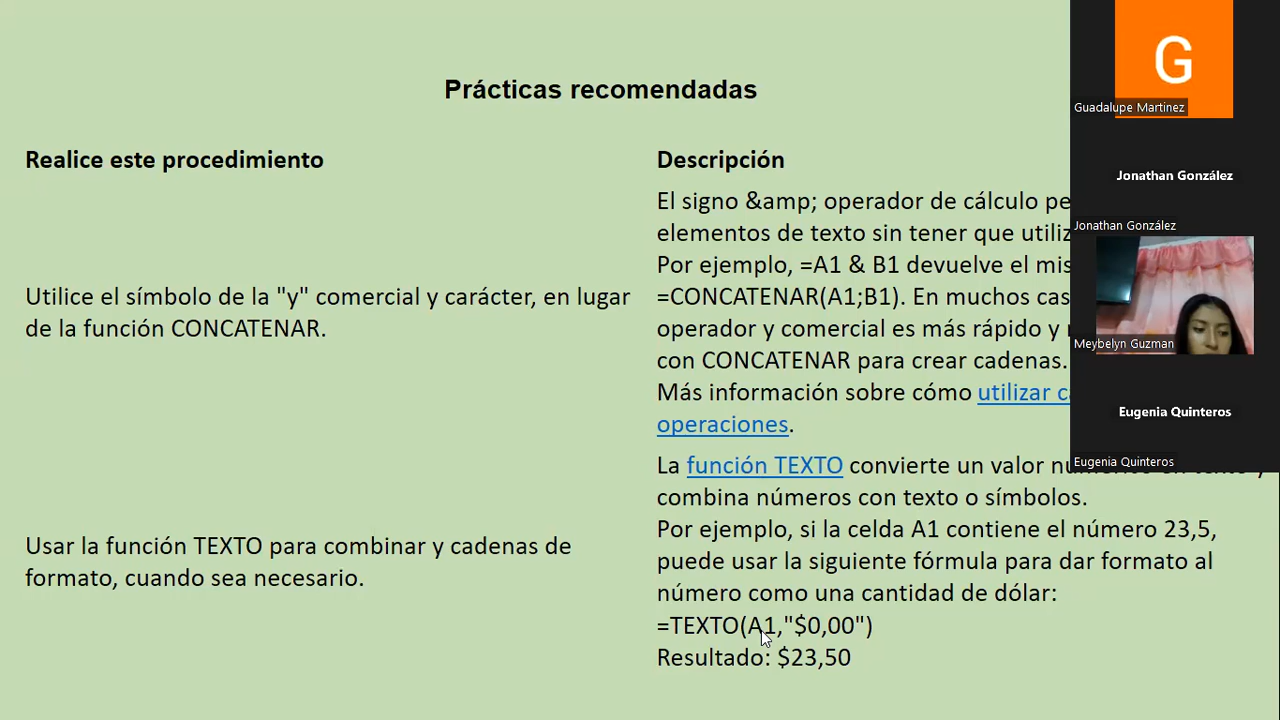 Prácticas recomendadas
Realice este procedimiento
Utilice el símbolo de la "y" comercial y carácter, en lugar
de la función CONCATENAR.
Usar la función TEXTO para combinar y cadenas de
formato, cuando sea necesario.
Descripción
El signo &amp; operador de cálculo
elementos de texto sin tener que
Por ejemplo, =A1 & B1 devuelve el
=CONCATENAR(A1;B1). En muchos
operador y comercial es más rápido y
con CONCATENAR para crear cadenas.
Más información sobre cómo utilizar
operaciones.
La función TEXTO convierte un valor
combina números con texto o símbolos.
Por ejemplo, si la celda A1 contiene el número 23,5,
puede usar la siguiente fórmula para dar formato al
número como una cantidad de dólar:
=TEXTO(A1,"$0,00")
Resultado: $23,50
G
Guadalupe Martinez
Jonathan González
Jonathan González
Meybelyn Guzman
Eugenia Quinteros
Eugenia Quinteros